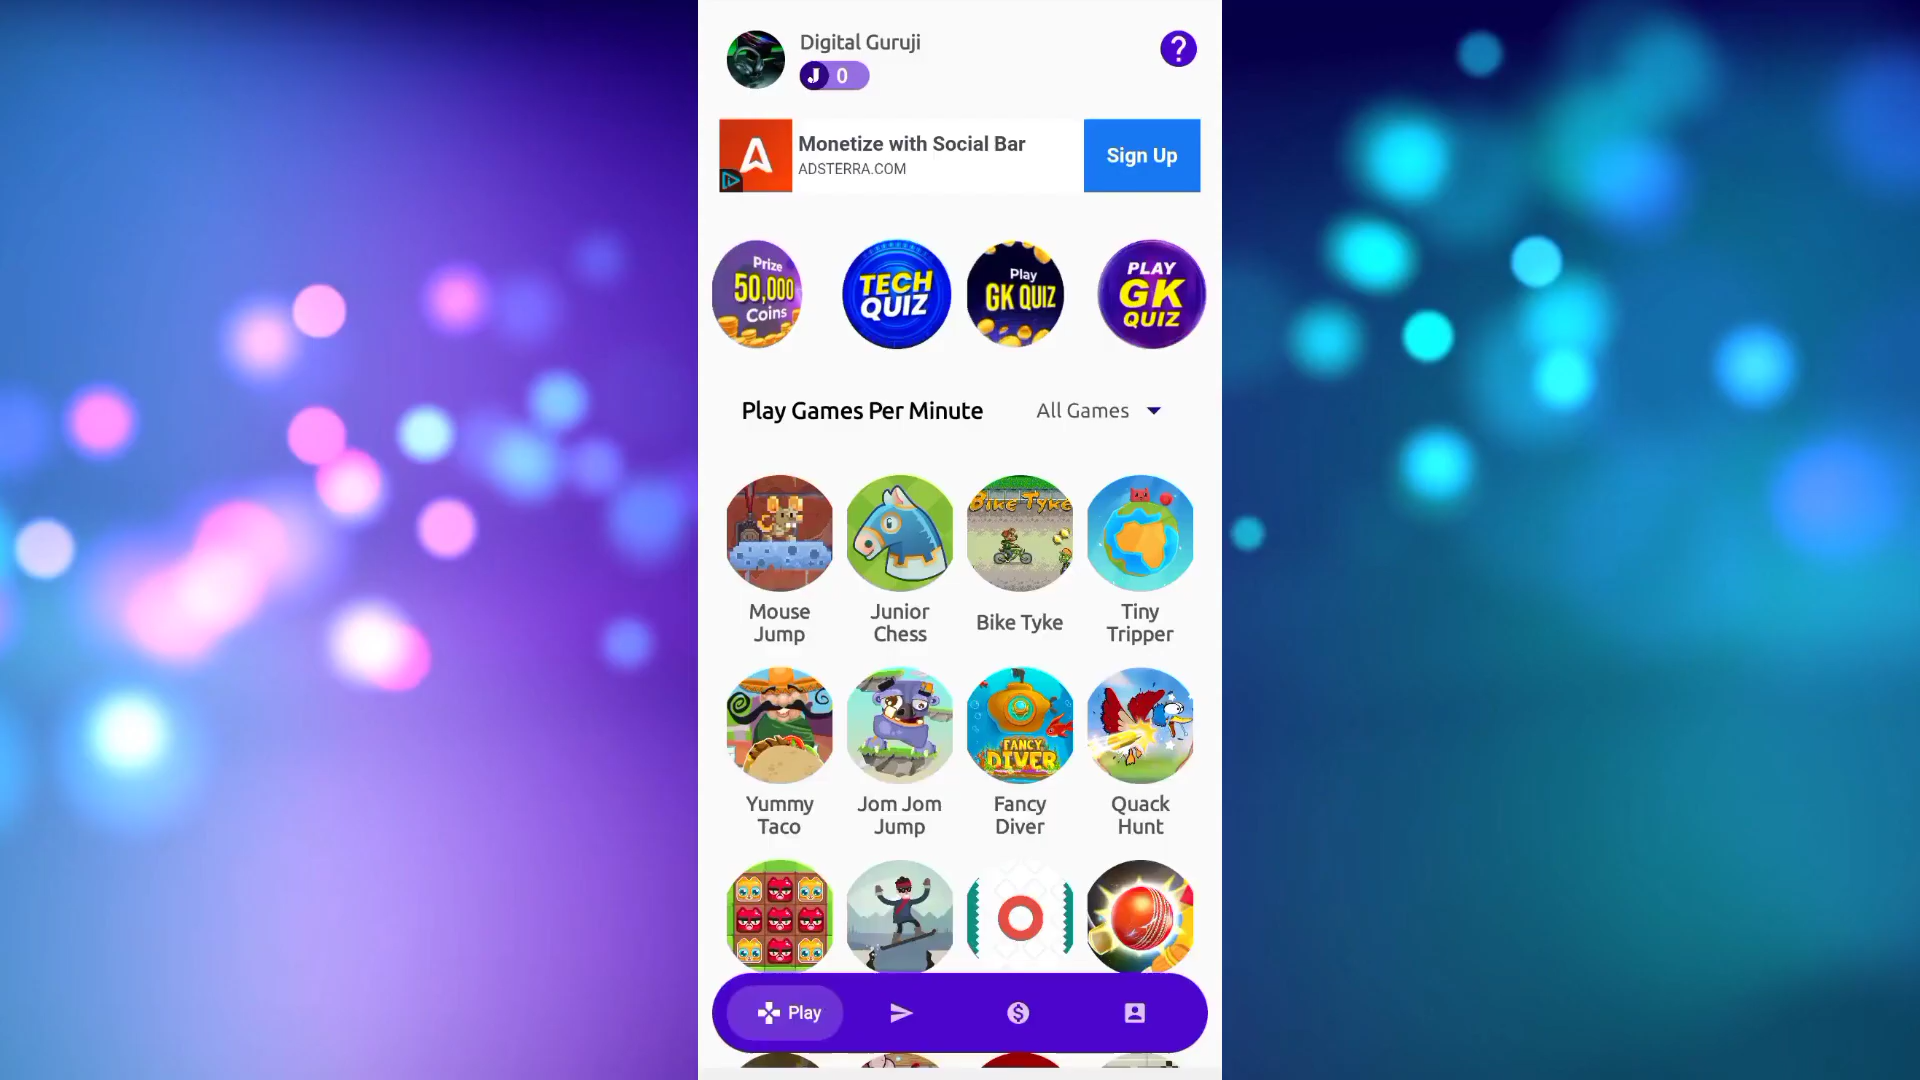 Digital Guruji
J 0
?
Monetize with Social Bar
ADSTERRA.COM
Sign Up
Prize
50,000
Coins
TECH
QUIZ
Play
GK QUIZ
PLAY
GK
QUIZ
Play Games Per Minute
All Games
BIKE TYKE
Mouse
Jump
Junior
Chess
Bike Tyke
Tiny
Tripper
FANCY
DIVER
Yummy
Taco
Jom Jom
Jump
Fancy
Diver
Quack
Hunt
Play